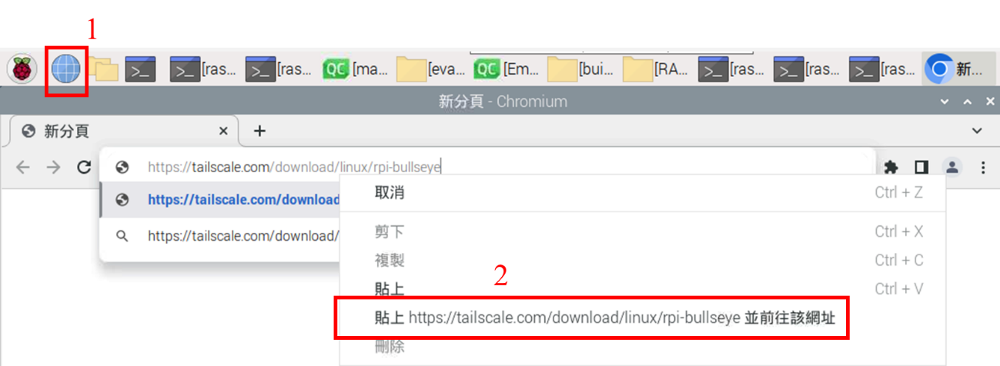 1
[ras... [ras... QC [ma... [eva... QC [Em... [bui... [RA... [ras... [ras... [ras... 新...
新分頁 - Chromium
新分頁
https://tailscale.com/download/linux/rpi-bullseye
https://tailscale.com/download
https://tailscale.com/download/
取消 Ctrl + Z
剪下 Ctrl + X
複製 Ctrl + C
2
貼上 Ctrl + V
貼上 https://tailscale.com/download/linux/rpi-bullseye 並前往該網址
刪除